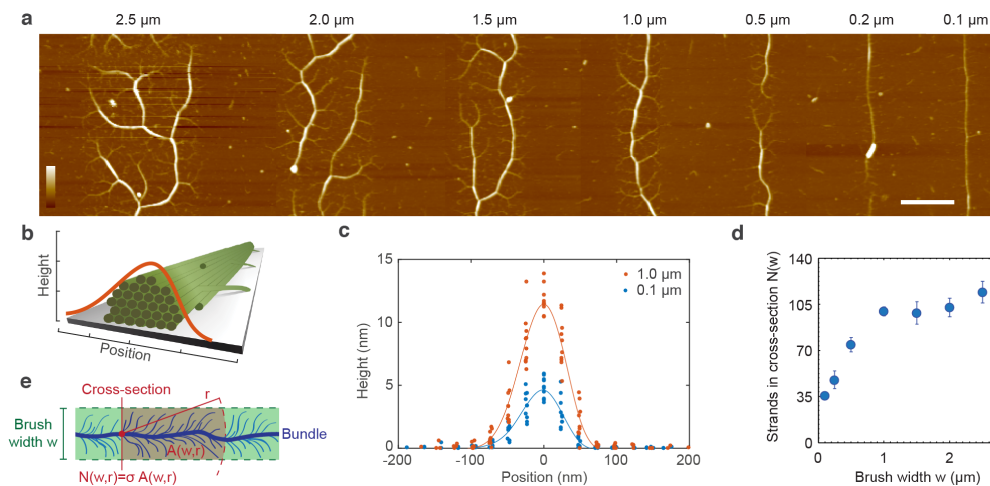 a
2.5 µm 2.0 µm 1.5 µm 1.0 µm 0.5 µm 0.2 µm 0.1 µm
b
Height
Position
c
15
10
5
0
-200 -100 0 100 200
Height (nm)
Position (nm)
1.0 µm
0.1 µm
d
140
105
70
35
0
0 1 2
Strands in cross-section N(w)
Brush width w (µm)
e
Cross-section
r
Brush
width w
A(w,r)
Bundle
N(w,r)=σ A(w,r)